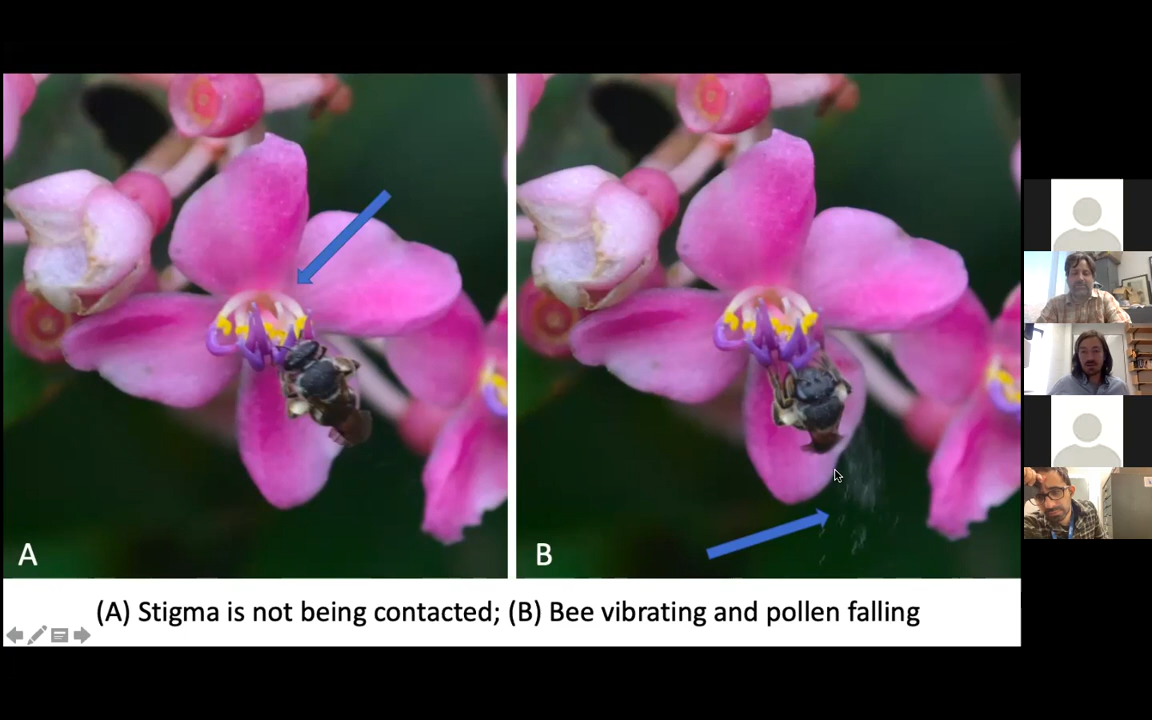 A
B
(A) Stigma is not being contacted; (B) Bee vibrating and pollen falling